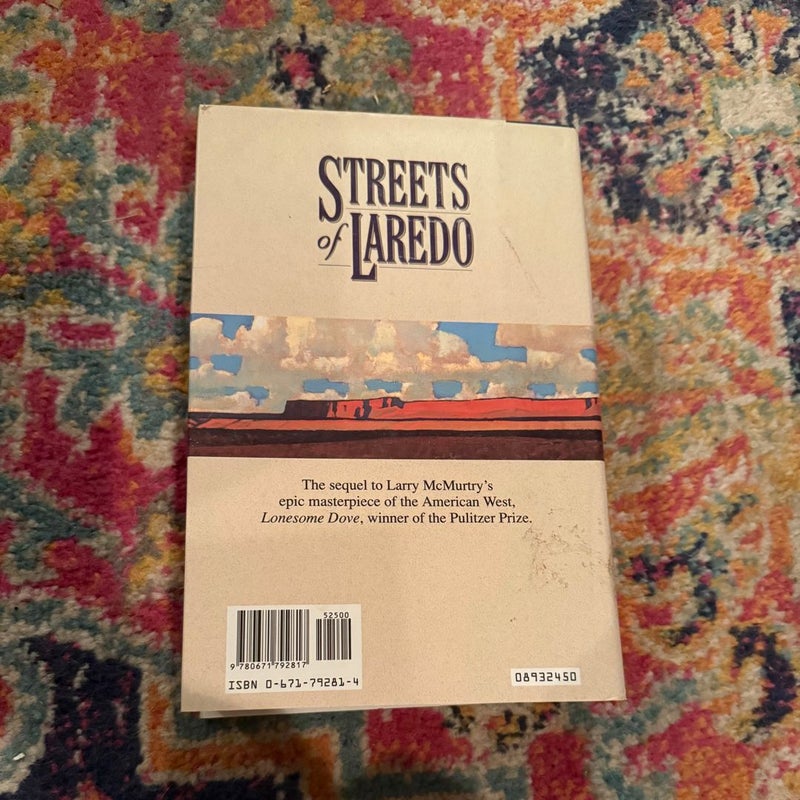 STREETS
of LAREDO
The sequel to Larry McMurtry's
epic masterpiece of the American West,
Lonesome Dove, winner of the Pulitzer Prize.
52500
9 780671 792817
ISBN 0-671-79281-4
08932450